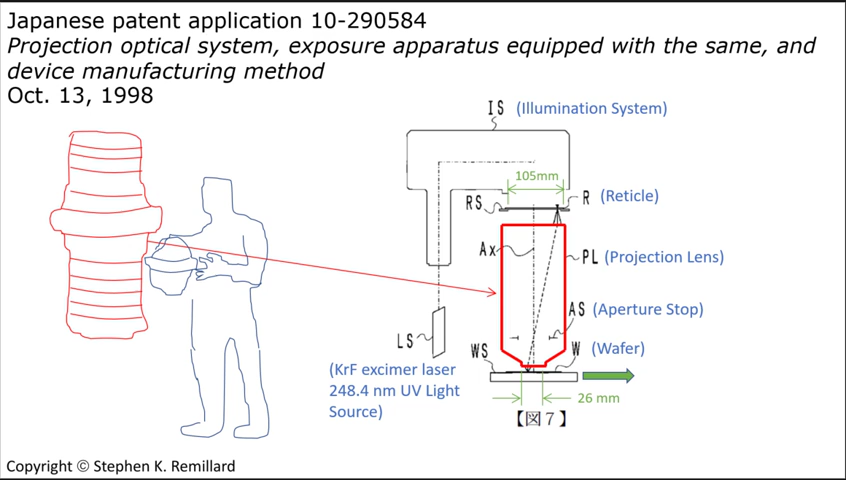 Japanese patent application 10-290584
Projection optical system, exposure apparatus equipped with the same, and
device manufacturing method
Oct. 13, 1998
IS (Illumination System)
105mm
RS
R (Reticle)
Ax
PL (Projection Lens)
AS (Aperture Stop)
LS
WS
W (Wafer)
(KrF excimer laser
248.4 nm UV Light
Source)
26 mm
【図7】
Copyright © Stephen K. Remillard